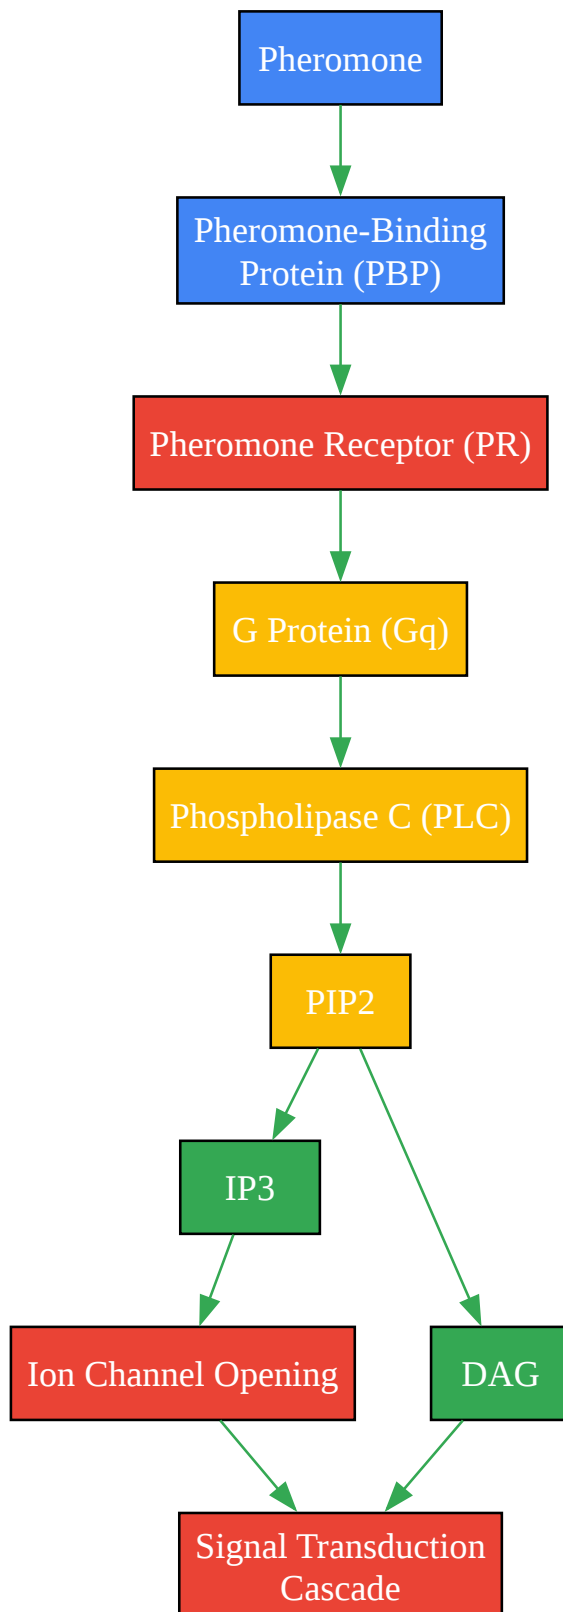 Pheromone
Pheromone-Binding
Protein (PBP)
Pheromone Receptor (PR)
G Protein (Gq)
Phospholipase C (PLC)
PIP2
IP3
Ion Channel Opening
DAG
Signal Transduction
Cascade